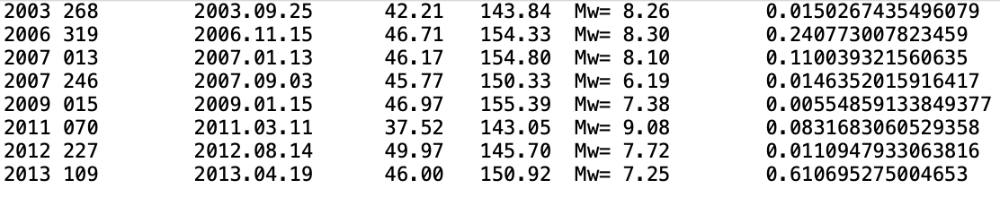 2003 268 2003.09.25 42.21 143.84 Mw= 8.26 0.0150267435496079
2006 319 2006.11.15 46.71 154.33 Mw= 8.30 0.240773007823459
2007 013 2007.01.13 46.17 154.80 Mw= 8.10 0.110039321560635
2007 246 2007.09.03 45.77 150.33 Mw= 6.19 0.0146352015916417
2009 015 2009.01.15 46.97 155.39 Mw= 7.38 0.00554859133849377
2011 070 2011.03.11 37.52 143.05 Mw= 9.08 0.0831683060529358
2012 227 2012.08.14 49.97 145.70 Mw= 7.72 0.0110947933063816
2013 109 2013.04.19 46.00 150.92 Mw= 7.25 0.610695275004653